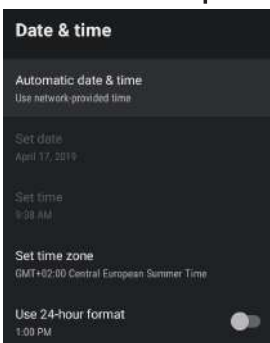 Date & time
Automatic date & time
Use network-provided time
Set date
April 17, 2019
Set time
9:38 AM
Set time zone
GMT+02:00 Central European Summer Time
Use 24-hour format
1:00 PM